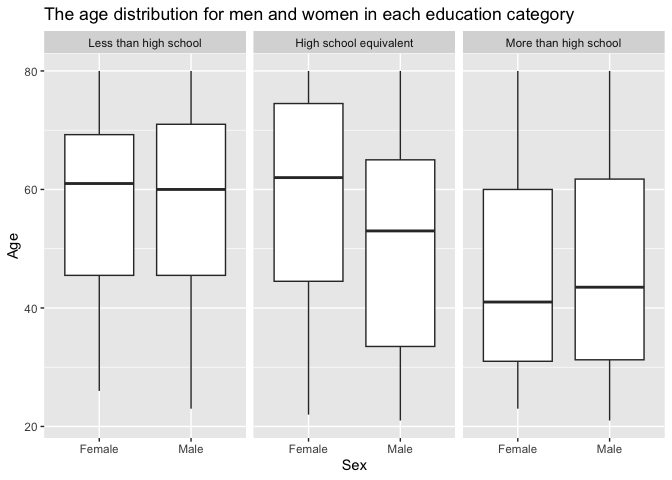 The age distribution for men and women in each education category
Less than high school
High school equivalent
More than high school
80
60
40
20
Age
Female
Male
Female
Male
Female
Male
Sex